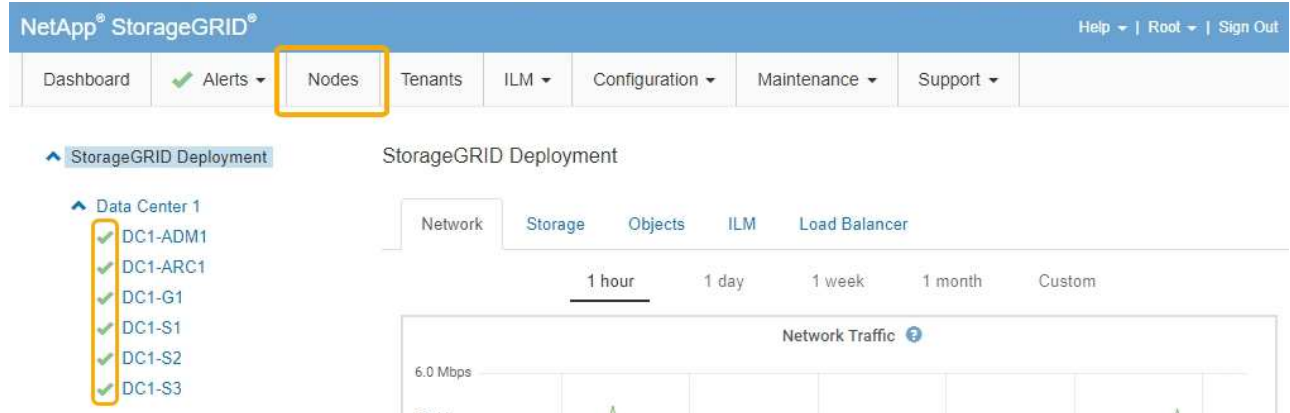 NetApp® StorageGRID®
Help | Root | Sign Out
Dashboard Alerts Nodes Tenants ILM Configuration Maintenance Support
StorageGRID Deployment
Data Center 1
DC1-ADM1
DC1-ARC1
DC1-G1
DC1-S1
DC1-S2
DC1-S3
StorageGRID Deployment
Network Storage Objects ILM Load Balancer
1 hour 1 day 1 week 1 month Custom
Network Traffic ?
6.0 Mbps